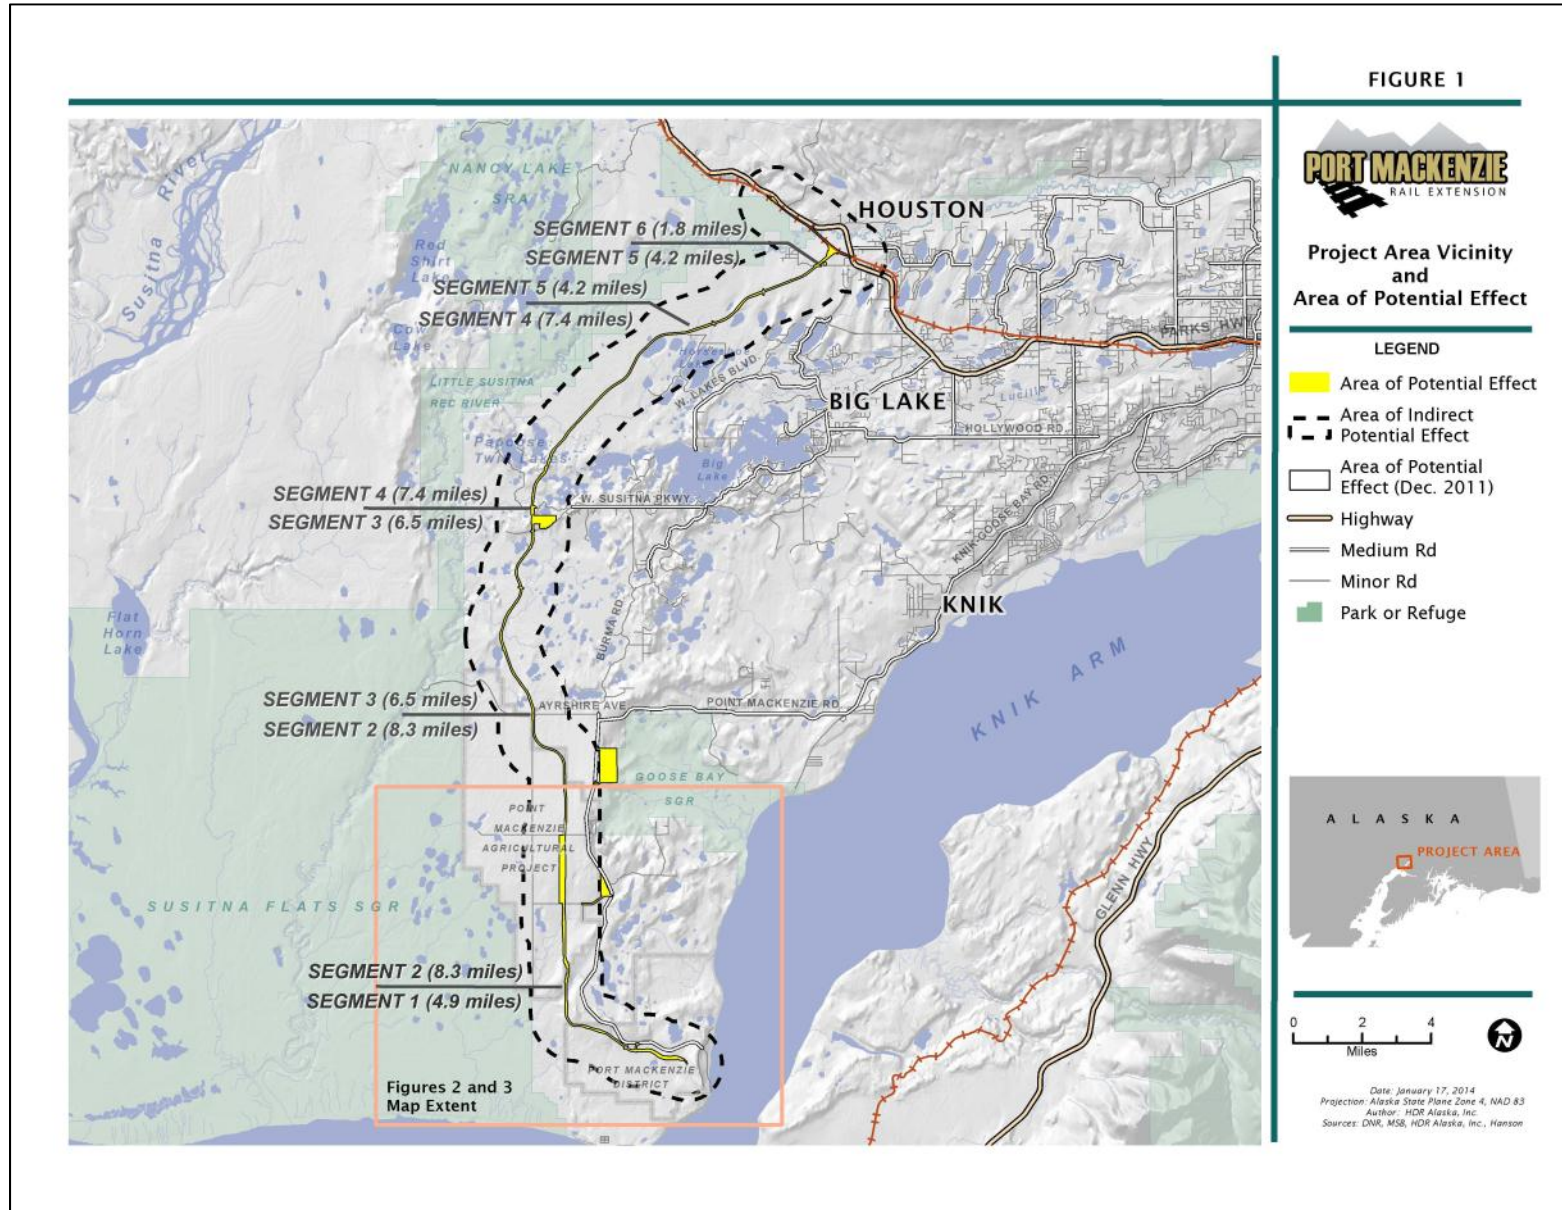 FIGURE 1
PORT MACKENZIE
RAIL EXTENSION
Project Area Vicinity
and
Area of Potential Effect
LEGEND
Area of Potential Effect
Area of Indirect
Potential Effect
Area of Potential
Effect (Dec. 2011)
Highway
Medium Rd
Minor Rd
Park or Refuge
ALASKA
PROJECT AREA
0 2 4
Miles
N
Date: January 17, 2014
Projection: Alaska State Plane Zone 4, NAD 83
Author: HDR Alaska, Inc.
Sources: DNR, MSB, HDR Alaska, Inc., Hanson
Susitna
River
NANCY LAKE
SRA
Red
Shirt
Lake
Cow
Lake
HOUSTON
SEGMENT 6 (1.8 miles)
SEGMENT 5 (4.2 miles)
SEGMENT 5 (4.2 miles)
SEGMENT 4 (7.4 miles)
PARKS HWY
Horseshoe
W. LAKES BLVD.
LITTLE SUSITNA
REC RIVER
BIG LAKE
Lucille
HOLLYWOOD RD.
Papoose
Twin Lakes
Big
Lake
SEGMENT 4 (7.4 miles)
SEGMENT 3 (6.5 miles)
W. SUSITNA PKWY
KNIK-GOOSE BAY RD.
KNIK
Flat
Horn
Lake
BURMA RD
KNIK ARM
SEGMENT 3 (6.5 miles)
SEGMENT 2 (8.3 miles)
AYRSHIRE AVE.
POINT MACKENZIE RD.
GOOSE BAY
SGR
POINT
MACKENZIE
AGRICULTURAL
PROJECT
GLENN HWY
SUSITNA FLATS SGR
SEGMENT 2 (8.3 miles)
SEGMENT 1 (4.9 miles)
PORT MACKENZIE
DISTRICT
Figures 2 and 3
Map Extent